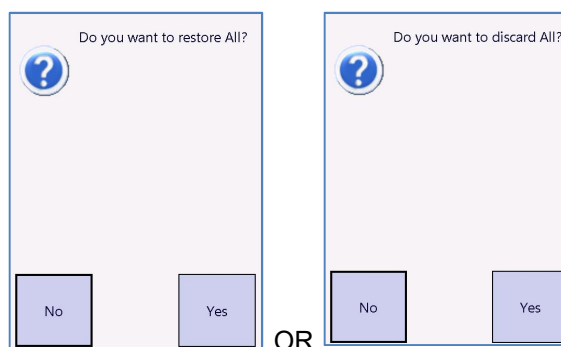 Do you want to restore All?
No Yes
OR
Do you want to discard All?
No Yes